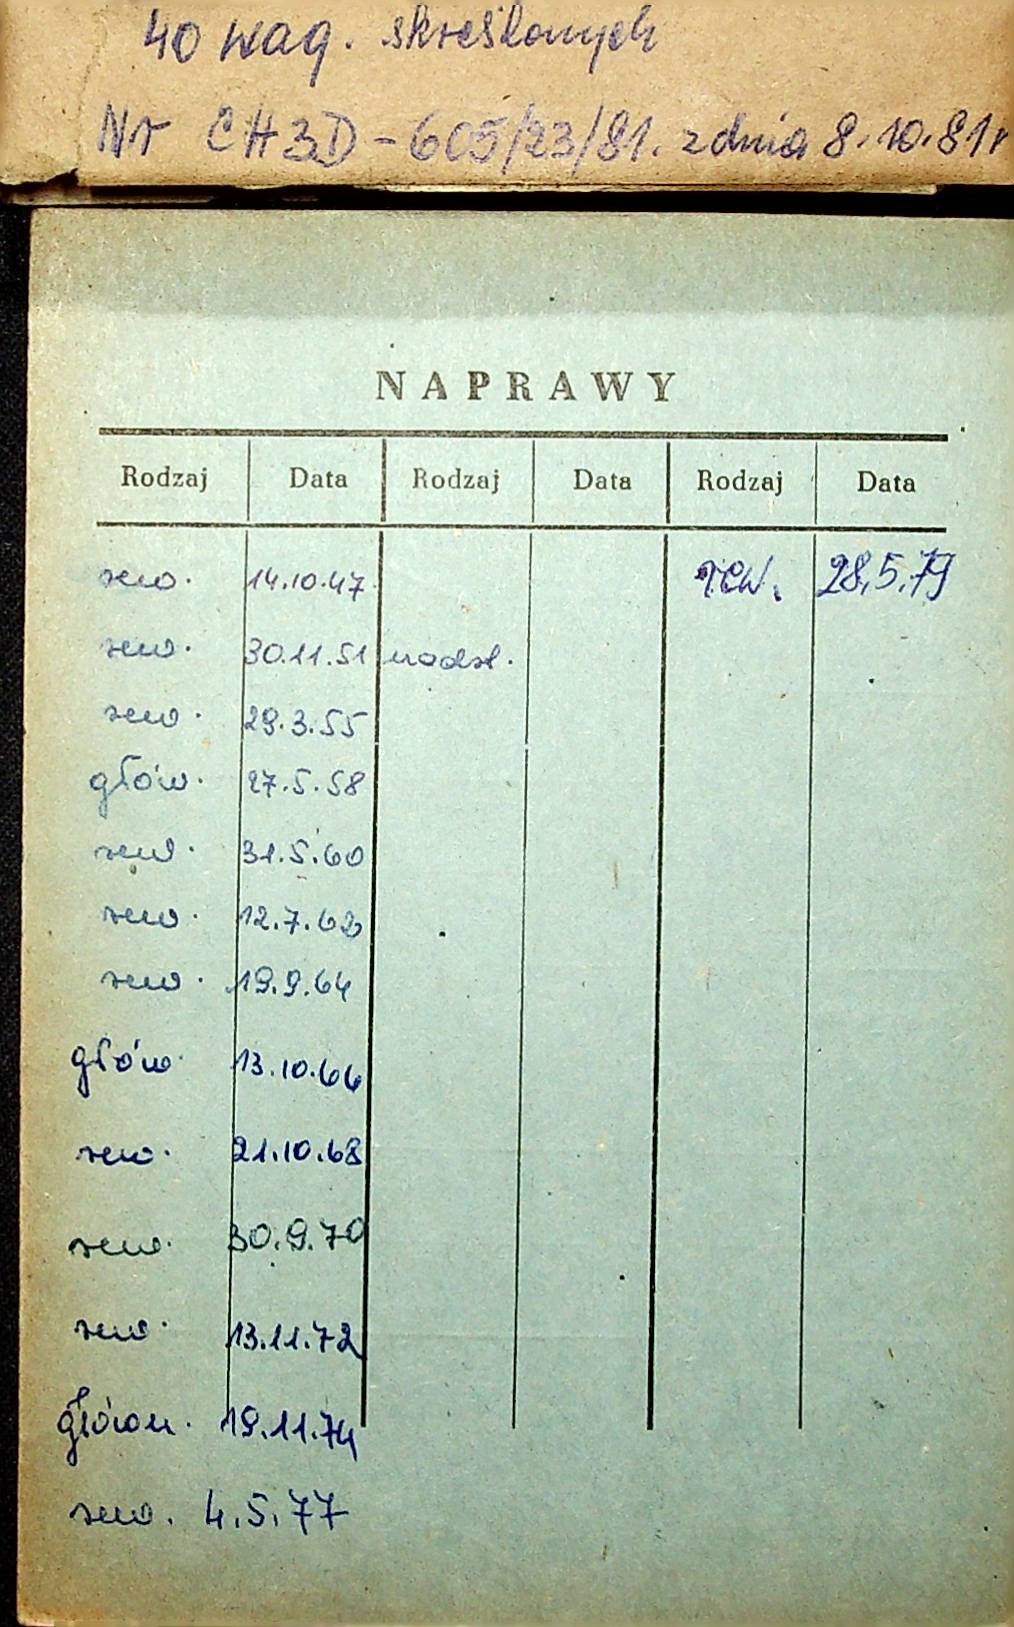 40 wag. skreślonych
Nr CH3D-605/23/81. z dnia 8.10.81r
NAPRAWY
Rodzaj Data Rodzaj Data Rodzaj Data
rew. 14.10.47 rew. 28.5.79
rew. 30.11.51 nadzl.
rew. 29.3.55
głów. 27.5.58
rew. 31.5.60
rew. 12.7.62
rew. 19.9.64
głów. 13.10.66
rew. 21.10.68
rew. 30.9.70
rew. 13.11.72
główn. 19.11.74
rew. 4.5.77